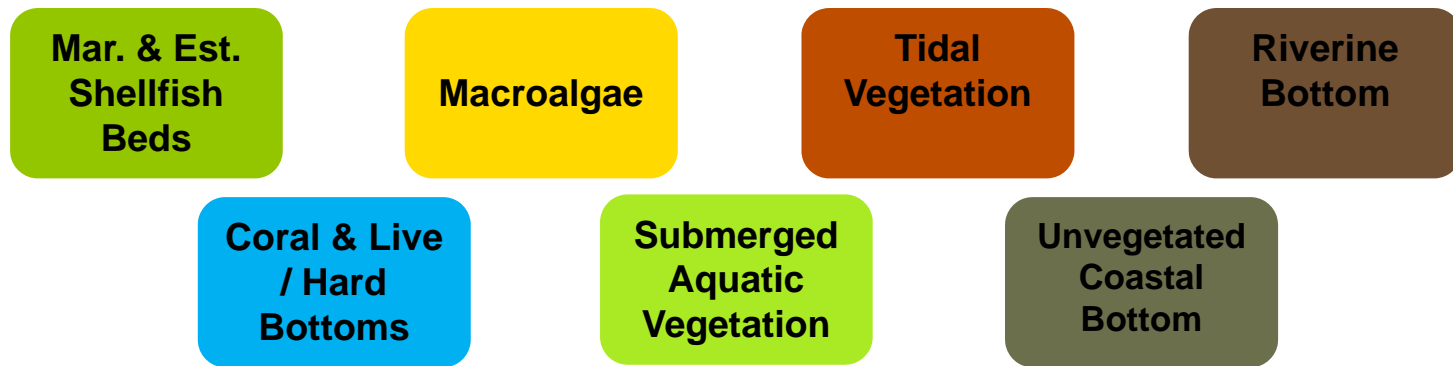 Mar. & Est.
Shellfish
Beds
Macroalgae
Tidal
Vegetation
Riverine
Bottom
Coral & Live
/ Hard
Bottoms
Submerged
Aquatic
Vegetation
Unvegetated
Coastal
Bottom